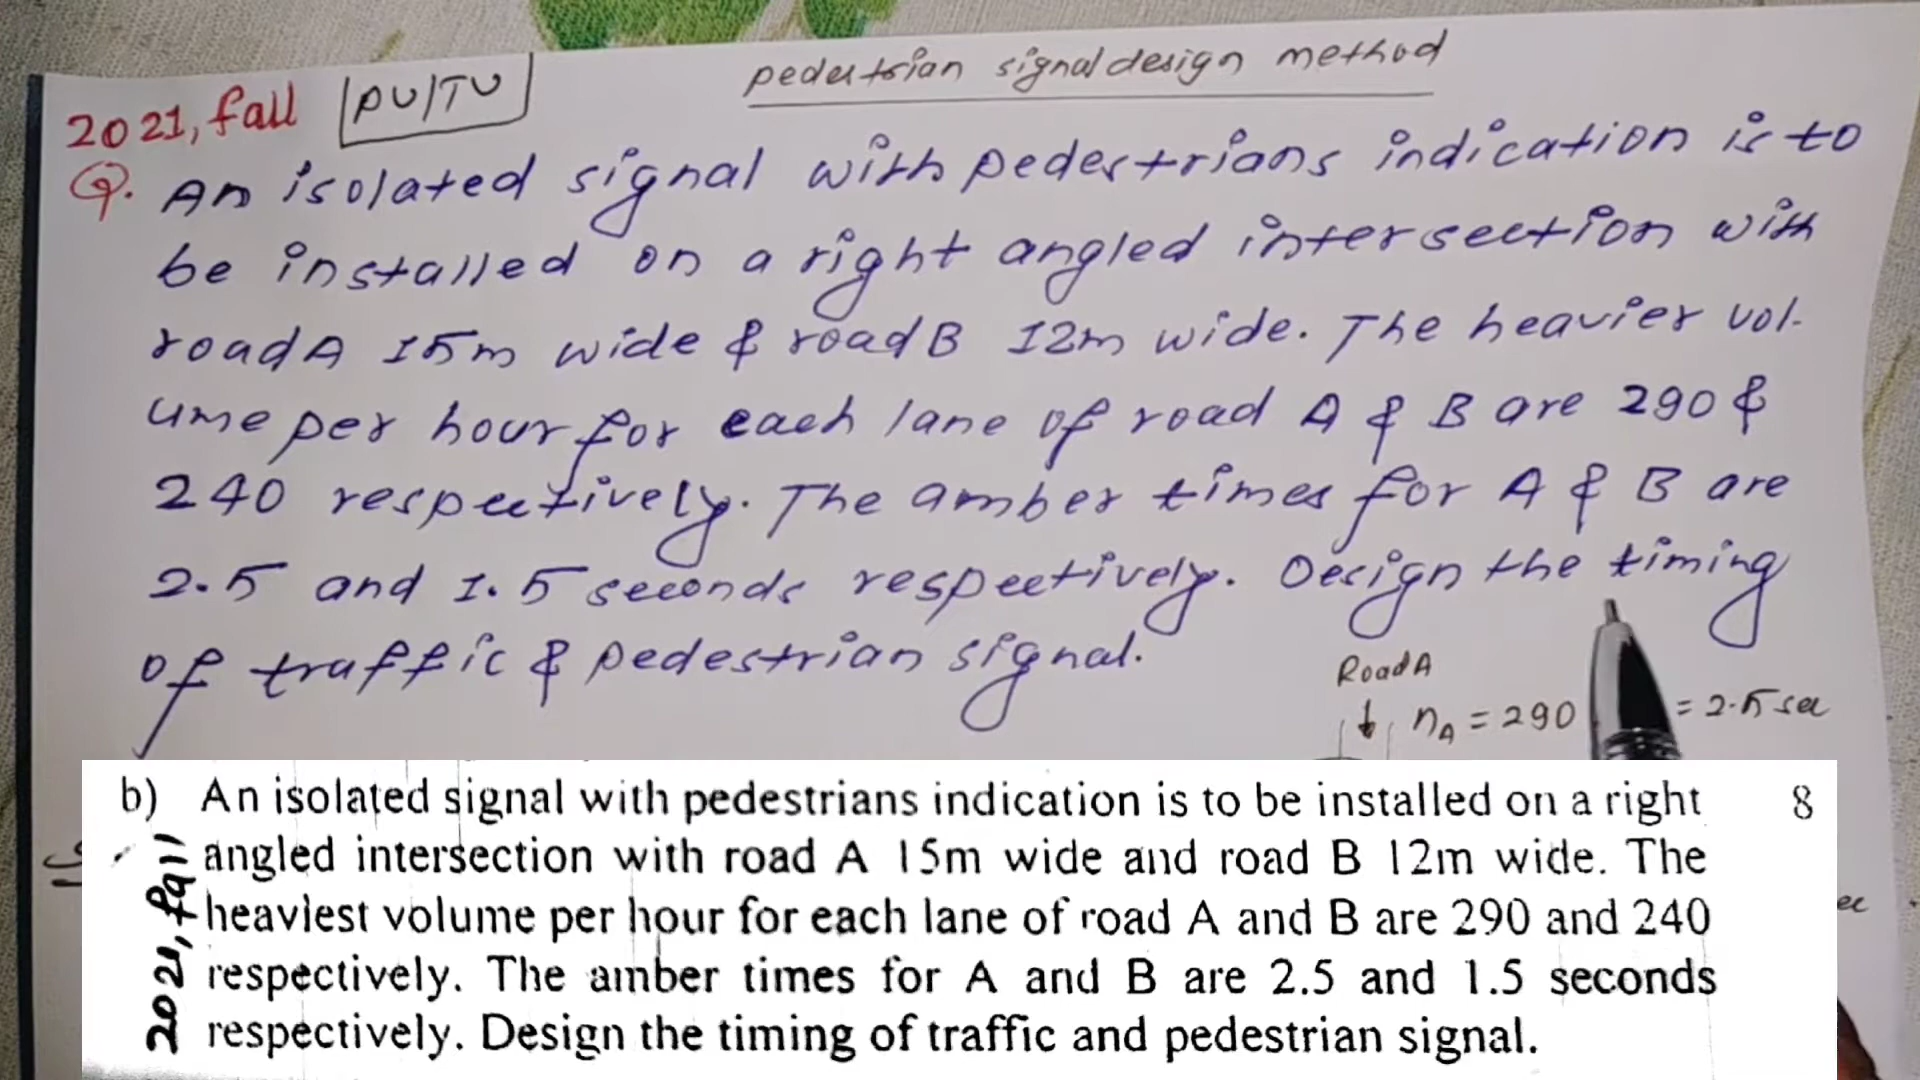 pedestrian signal design method
2021, fall PU/TU
Q. An isolated signal with pedestrians indication is to
be installed on a right angled intersection with
road A 15m wide & road B 12m wide. The heavier vol-
ume per hour for each lane of road A & B are 290 &
240 respectively. The amber times for A & B are
2.5 and 1.5 seconds respectively. Design the timing
of traffic & pedestrian signal.
Road A
↓ nA = 290 = 2.5 sec
b) An isolated signal with pedestrians indication is to be installed on a right 8
angled intersection with road A 15m wide and road B 12m wide. The
heaviest volume per hour for each lane of road A and B are 290 and 240
respectively. The amber times for A and B are 2.5 and 1.5 seconds
respectively. Design the timing of traffic and pedestrian signal.
2021, fall